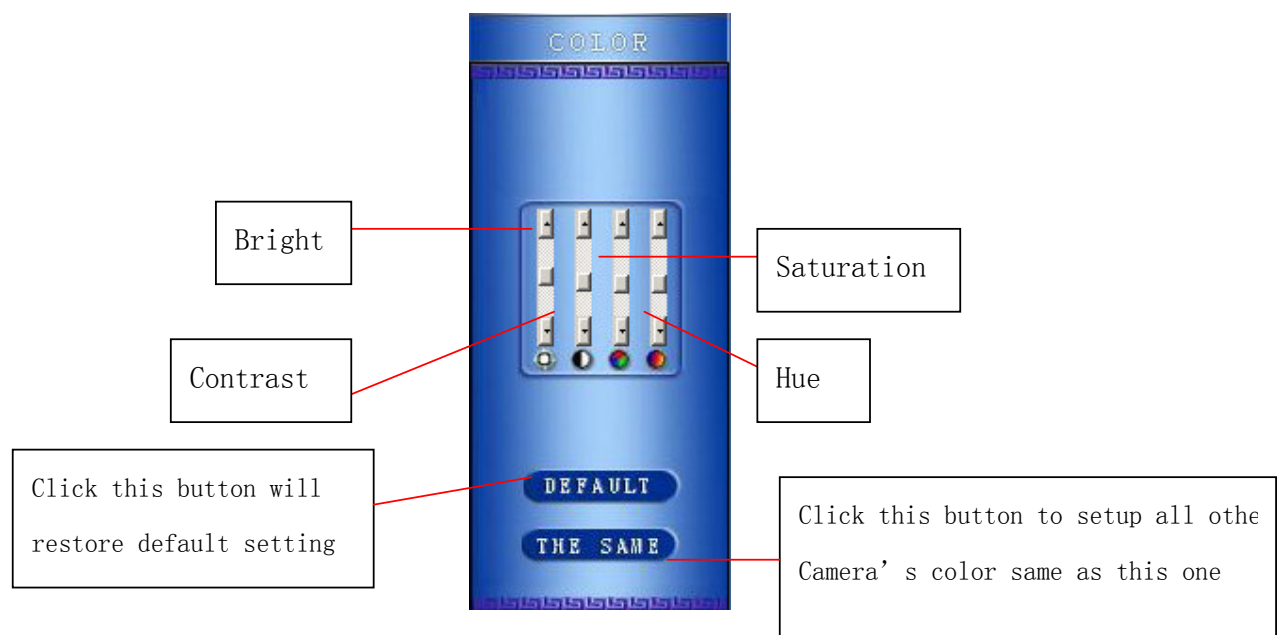 COLOR
Bright
Saturation
Contrast
Hue
Click this button will
restore default setting
DEFAULT
THE SAME
Click this button to setup all othe
Camera’s color same as this one